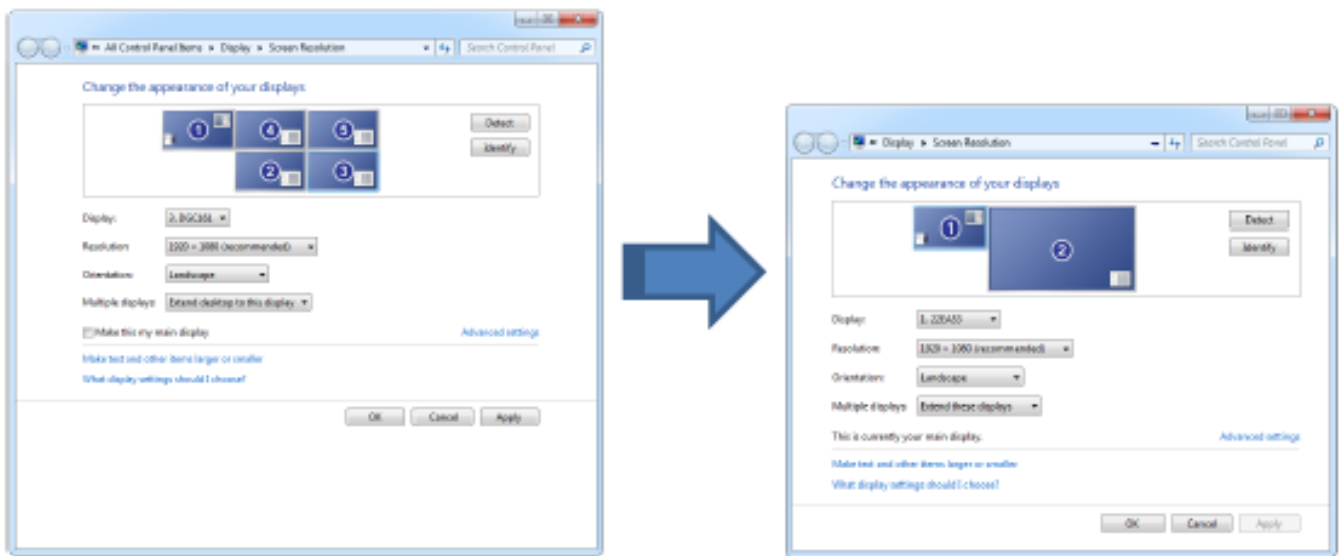 All Control Panel Items ▸ Display ▸ Screen Resolution
Search Control Panel
Change the appearance of your displays
1 4 5
2 3
Detect
Identify
Display:
Resolution:
1920 × 1080 (recommended)
Orientation:
Landscape
Multiple displays:
Extend desktop to this display
Make this my main display
Advanced settings
Make text and other items larger or smaller
What display settings should I choose?
OK Cancel Apply
Display ▸ Screen Resolution
Search Control Panel
Change the appearance of your displays
1 2
Detect
Identify
Display:
Resolution:
1920 × 1080 (recommended)
Orientation:
Landscape
Multiple displays:
Extend these displays
This is currently your main display.
Advanced settings
Make text and other items larger or smaller
What display settings should I choose?
OK Cancel Apply